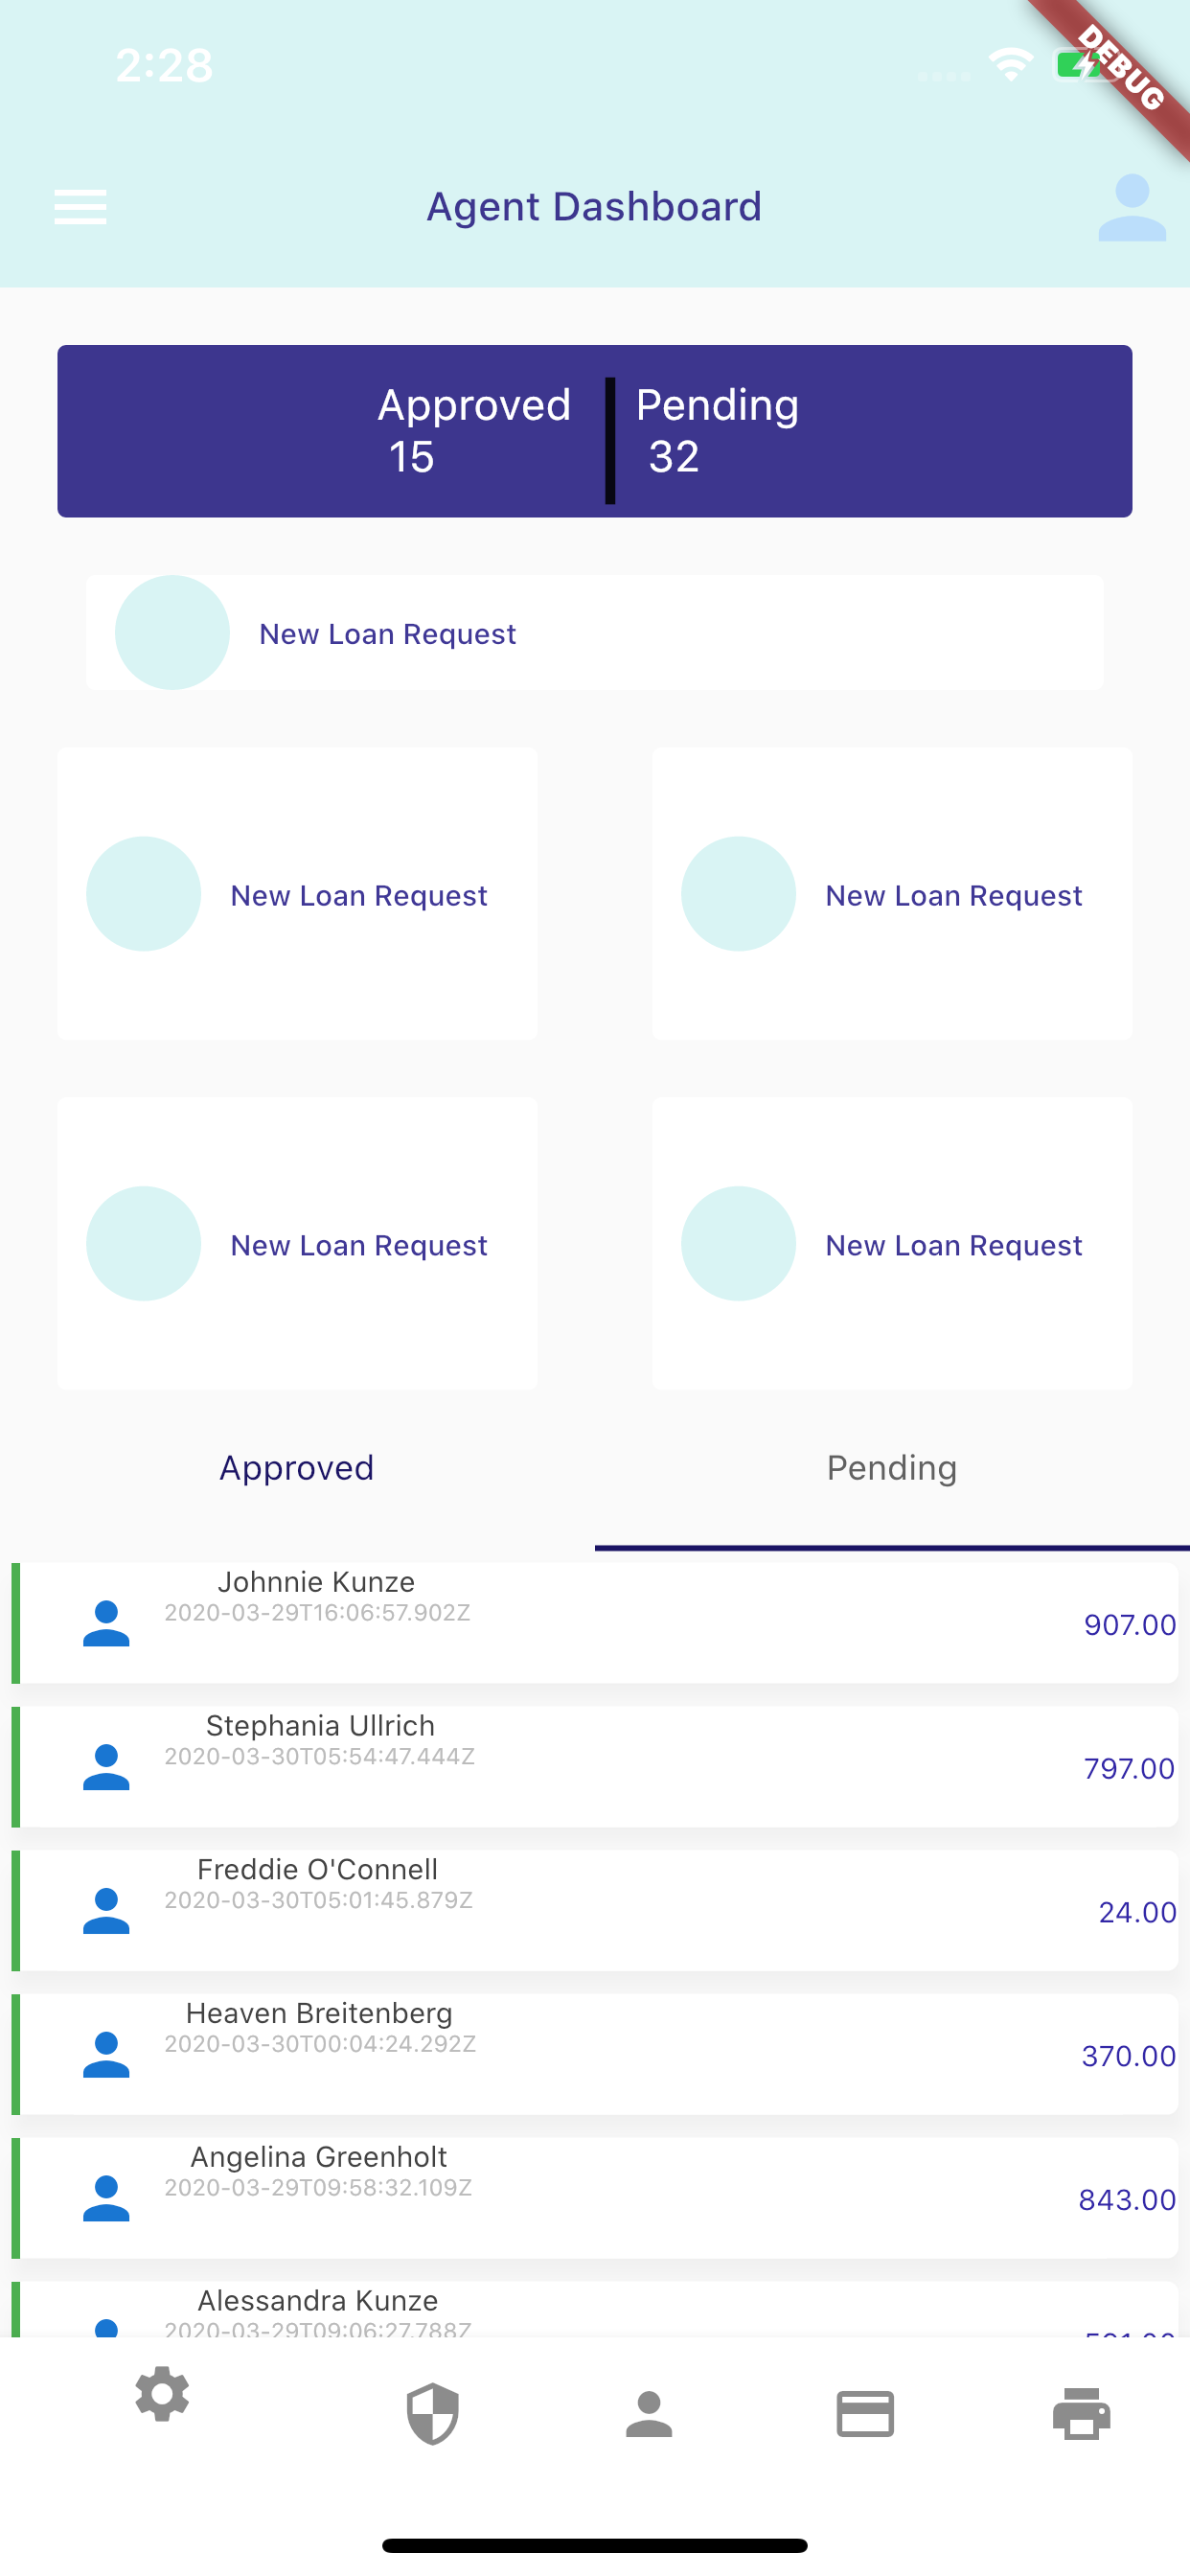 2:28
DEBUG
Agent Dashboard
Approved Pending
15 32
New Loan Request
New Loan Request New Loan Request
New Loan Request New Loan Request
Approved Pending
Johnnie Kunze
2020-03-29T16:06:57.902Z
907.00
Stephania Ullrich
2020-03-30T05:54:47.444Z
797.00
Freddie O'Connell
2020-03-30T05:01:45.879Z
24.00
Heaven Breitenberg
2020-03-30T00:04:24.292Z
370.00
Angelina Greenholt
2020-03-29T09:58:32.109Z
843.00
Alessandra Kunze
2020-03-29T09:06:27.788Z